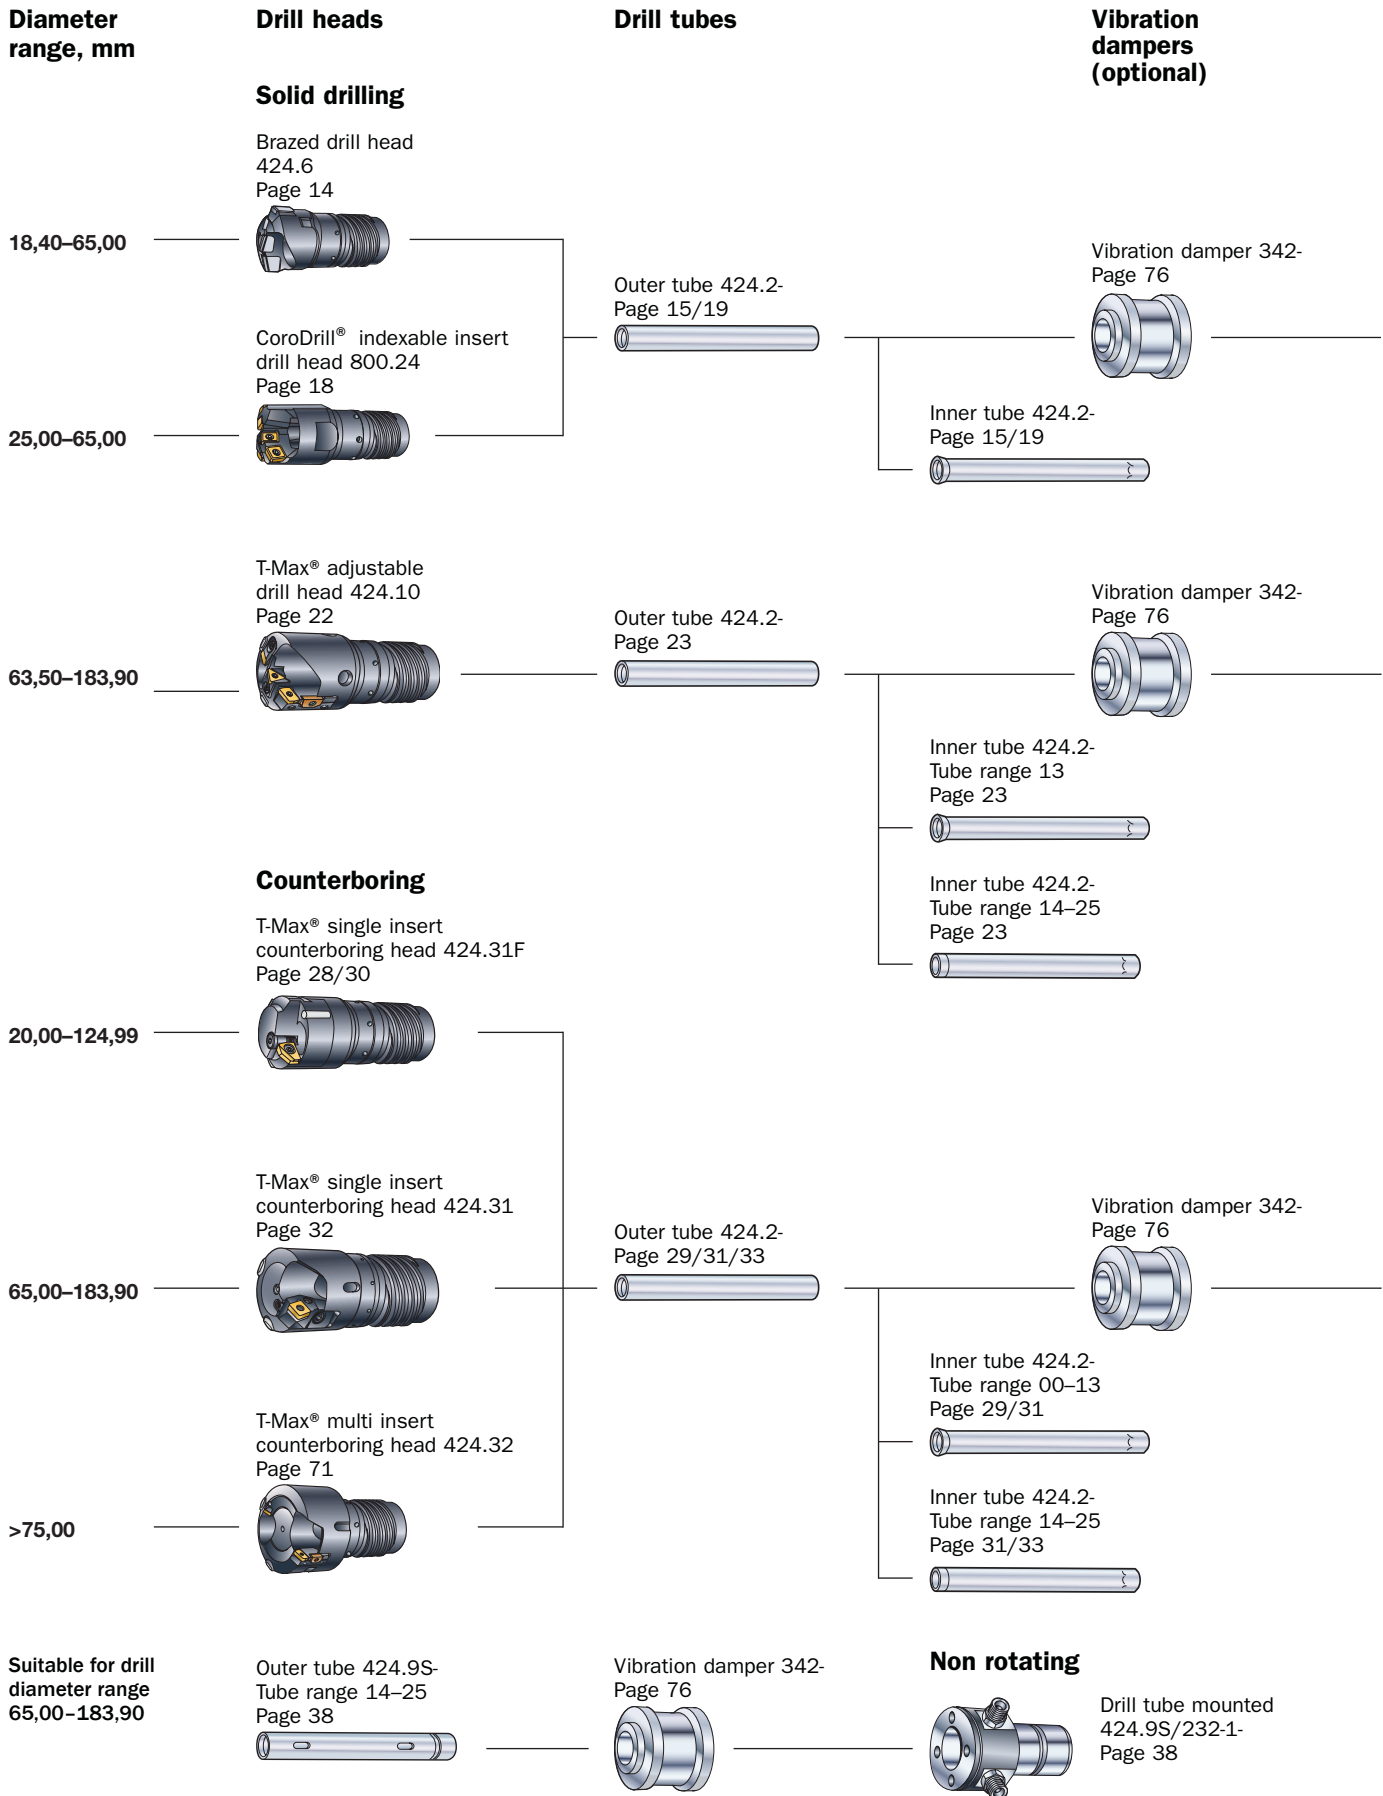 Diameter
range, mm
Drill heads
Drill tubes
Vibration
dampers
(optional)
Solid drilling
Brazed drill head
424.6
Page 14
18,40–65,00
Outer tube 424.2-
Page 15/19
Vibration damper 342-
Page 76
CoroDrill® indexable insert
drill head 800.24
Page 18
25,00–65,00
Inner tube 424.2-
Page 15/19
T-Max® adjustable
drill head 424.10
Page 22
63,50–183,90
Outer tube 424.2-
Page 23
Vibration damper 342-
Page 76
Inner tube 424.2-
Tube range 13
Page 23
Inner tube 424.2-
Tube range 14–25
Page 23
Counterboring
T-Max® single insert
counterboring head 424.31F
Page 28/30
20,00–124,99
T-Max® single insert
counterboring head 424.31
Page 32
65,00–183,90
Outer tube 424.2-
Page 29/31/33
Vibration damper 342-
Page 76
Inner tube 424.2-
Tube range 00–13
Page 29/31
T-Max® multi insert
counterboring head 424.32
Page 71
>75,00
Inner tube 424.2-
Tube range 14–25
Page 31/33
Suitable for drill
diameter range
65,00–183,90
Outer tube 424.9S-
Tube range 14–25
Page 38
Vibration damper 342-
Page 76
Non rotating
Drill tube mounted
424.9S/232-1-
Page 38